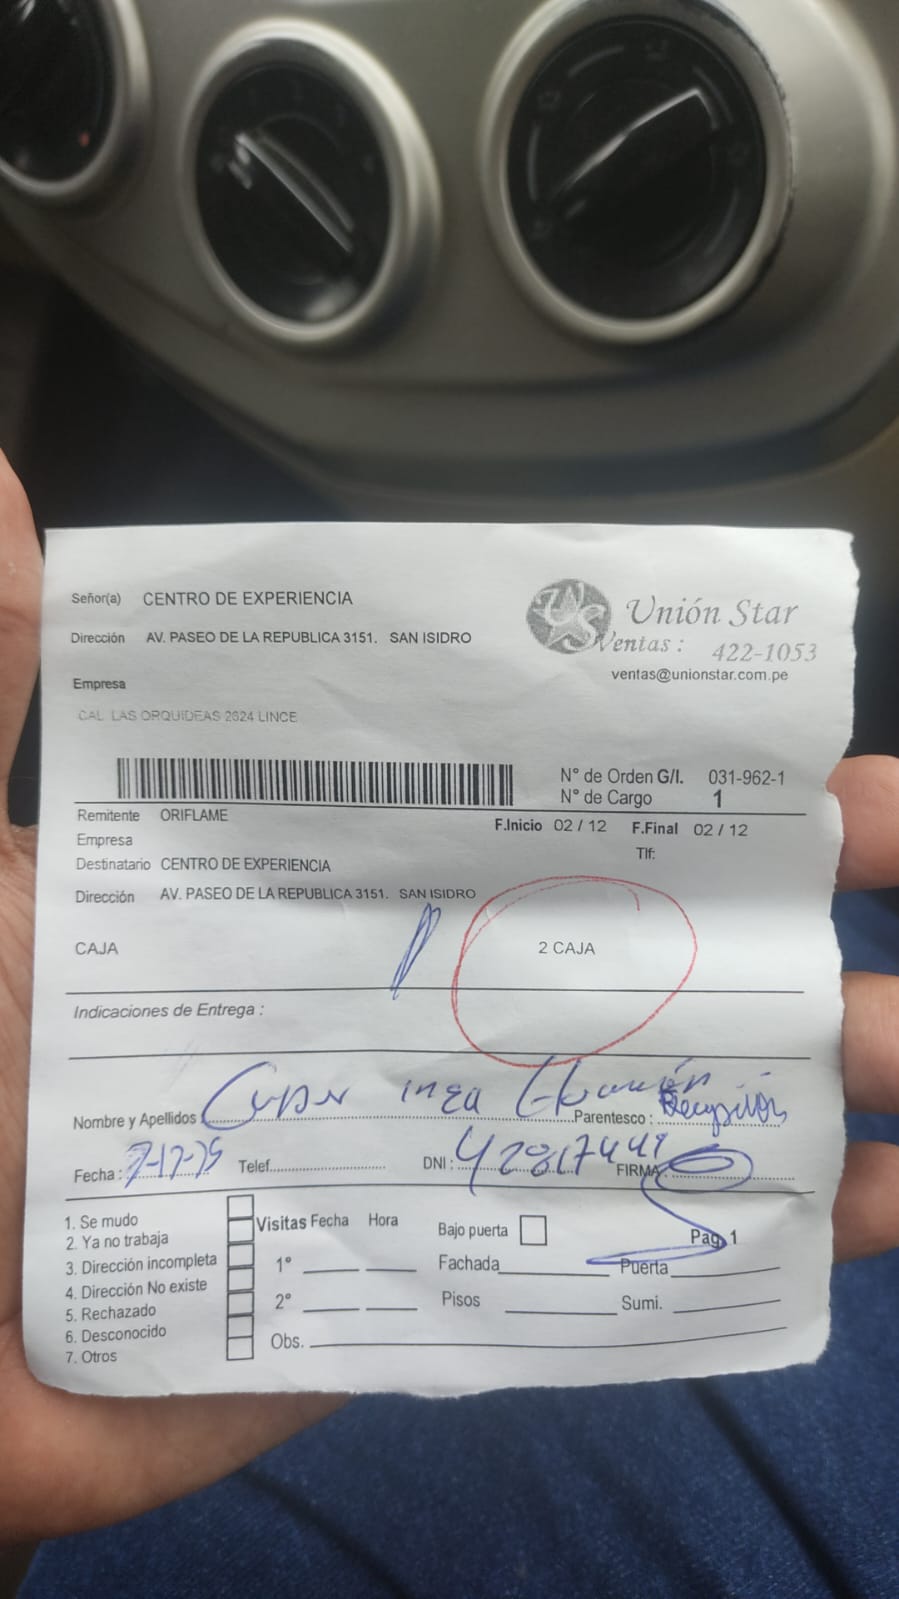 Señor(a) CENTRO DE EXPERIENCIA
Dirección AV. PASEO DE LA REPUBLICA 3151. SAN ISIDRO
Empresa
CAL. LAS ORQUIDEAS 2624 LINCE
US
Unión Star
Ventas : 422-1053
ventas@unionstar.com.pe
N° de Orden G/I. 031-962-1
N° de Cargo 1
Remitente ORIFLAME
F.Inicio 02 / 12 F.Final 02 / 12
Empresa
Tlf:
Destinatario CENTRO DE EXPERIENCIA
Dirección AV. PASEO DE LA REPUBLICA 3151. SAN ISIDRO
CAJA 2 CAJA
Indicaciones de Entrega :
Nombre y Apellidos
Parentesco :
Fecha : Telef. DNI : FIRMA
1. Se mudo
2. Ya no trabaja
3. Dirección incompleta
4. Dirección No existe
5. Rechazado
6. Desconocido
7. Otros
Visitas Fecha Hora
1°
2°
Obs.
Bajo puerta
Pag. 1
Fachada Puerta
Pisos Sumi.